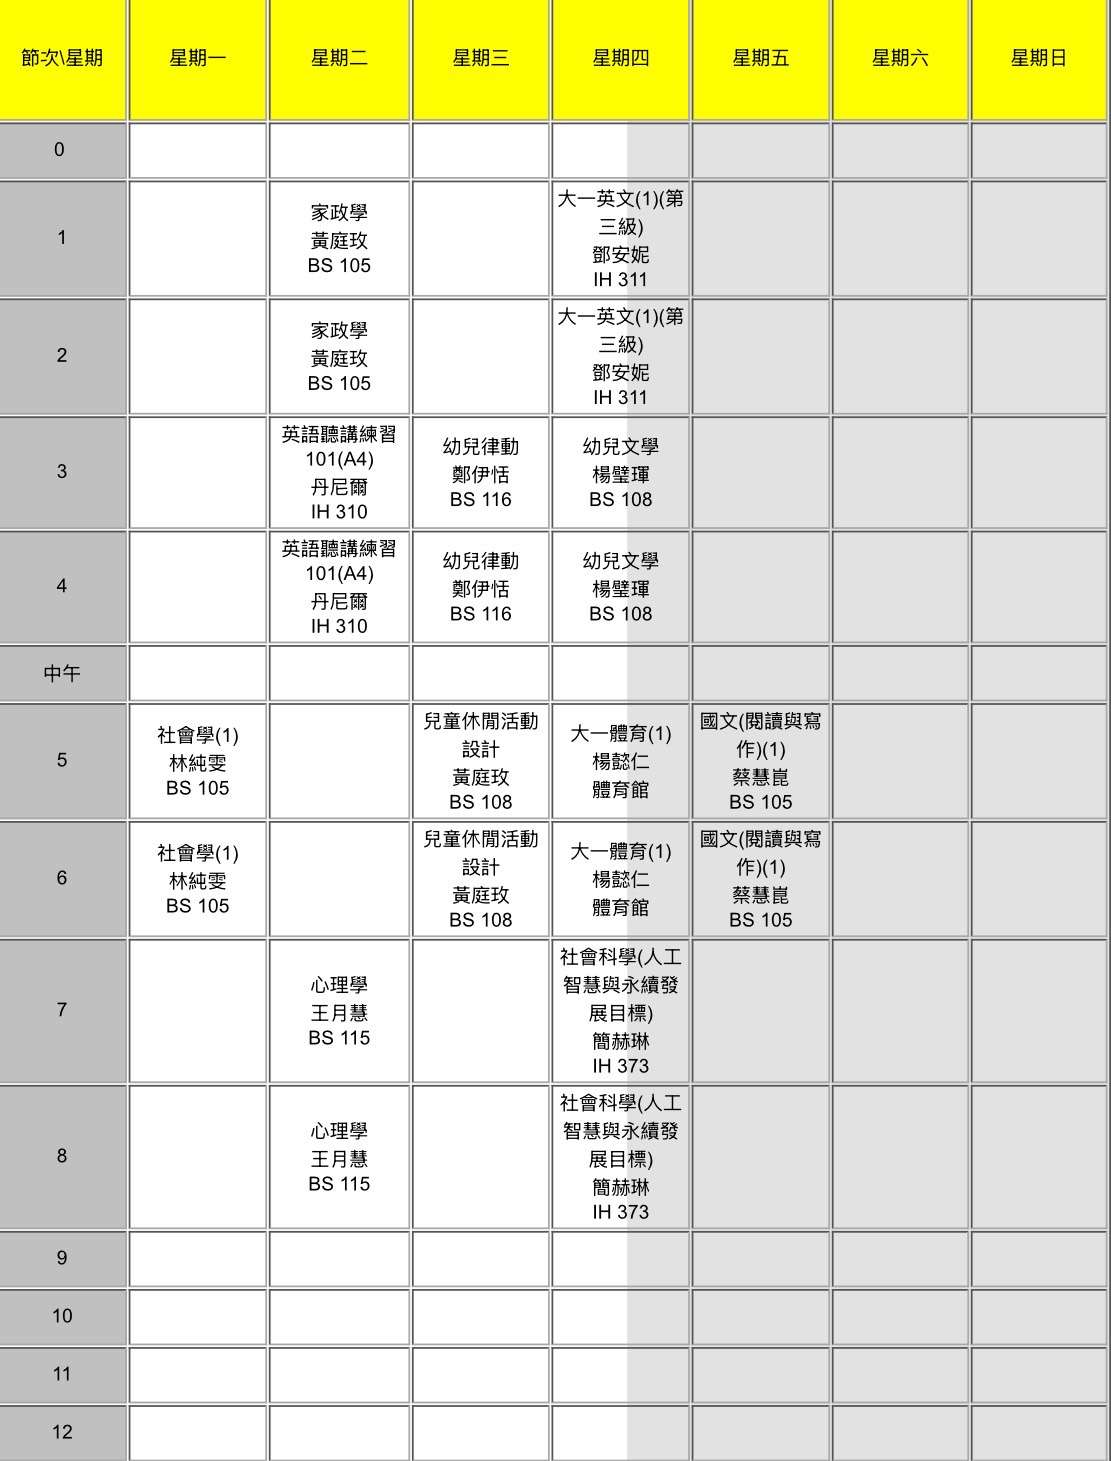 節次\星期 星期一 星期二 星期三 星期四 星期五 星期六 星期日
0
1
家政學
黃庭玫
BS 105
大一英文(1)(第
三級)
鄧安妮
IH 311
2
家政學
黃庭玫
BS 105
大一英文(1)(第
三級)
鄧安妮
IH 311
3
英語聽講練習
101(A4)
丹尼爾
IH 310
幼兒律動
鄭伊恬
BS 116
幼兒文學
楊璧琿
BS 108
4
英語聽講練習
101(A4)
丹尼爾
IH 310
幼兒律動
鄭伊恬
BS 116
幼兒文學
楊璧琿
BS 108
中午
5
社會學(1)
林純雯
BS 105
兒童休閒活動
設計
黃庭玫
BS 108
大一體育(1)
楊懿仁
體育館
國文(閱讀與寫
作)(1)
蔡慧崑
BS 105
6
社會學(1)
林純雯
BS 105
兒童休閒活動
設計
黃庭玫
BS 108
大一體育(1)
楊懿仁
體育館
國文(閱讀與寫
作)(1)
蔡慧崑
BS 105
7
心理學
王月慧
BS 115
社會科學(人工
智慧與永續發
展目標)
簡赫琳
IH 373
8
心理學
王月慧
BS 115
社會科學(人工
智慧與永續發
展目標)
簡赫琳
IH 373
9
10
11
12